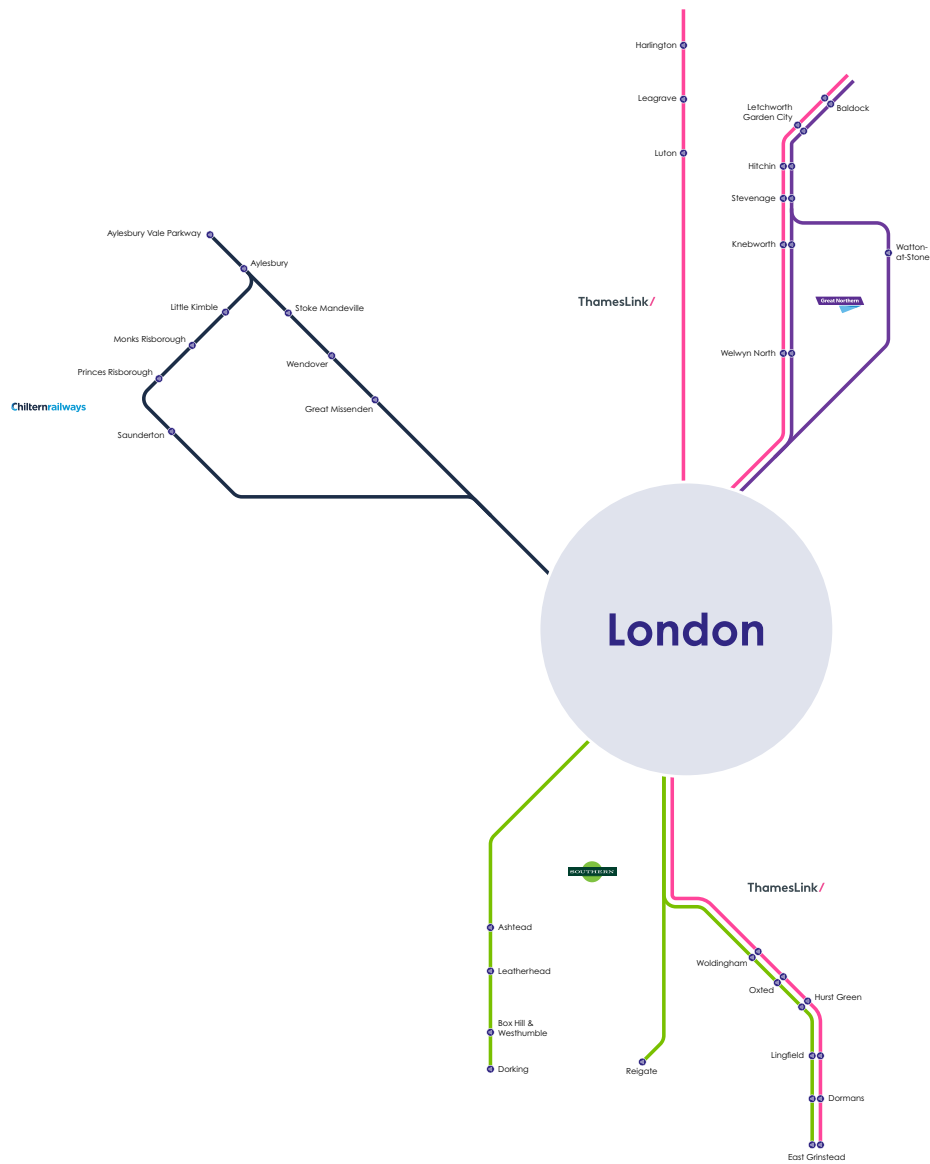 Harlington
Leagrave
Letchworth
Garden City
Baldock
Luton
Hitchin
Stevenage
Aylesbury Vale Parkway
Knebworth
Watton-
at-Stone
Aylesbury
ThamesLink/
Great Northern
Little Kimble
Stoke Mandeville
Monks Risborough
Welwyn North
Wendover
Princes Risborough
Chilternrailways
Great Missenden
Saunderton
London
SOUTHERN
ThamesLink/
Ashtead
Woldingham
Leatherhead
Oxted
Hurst Green
Box Hill &
Westhumble
Lingfield
Dorking
Reigate
Dormans
East Grinstead